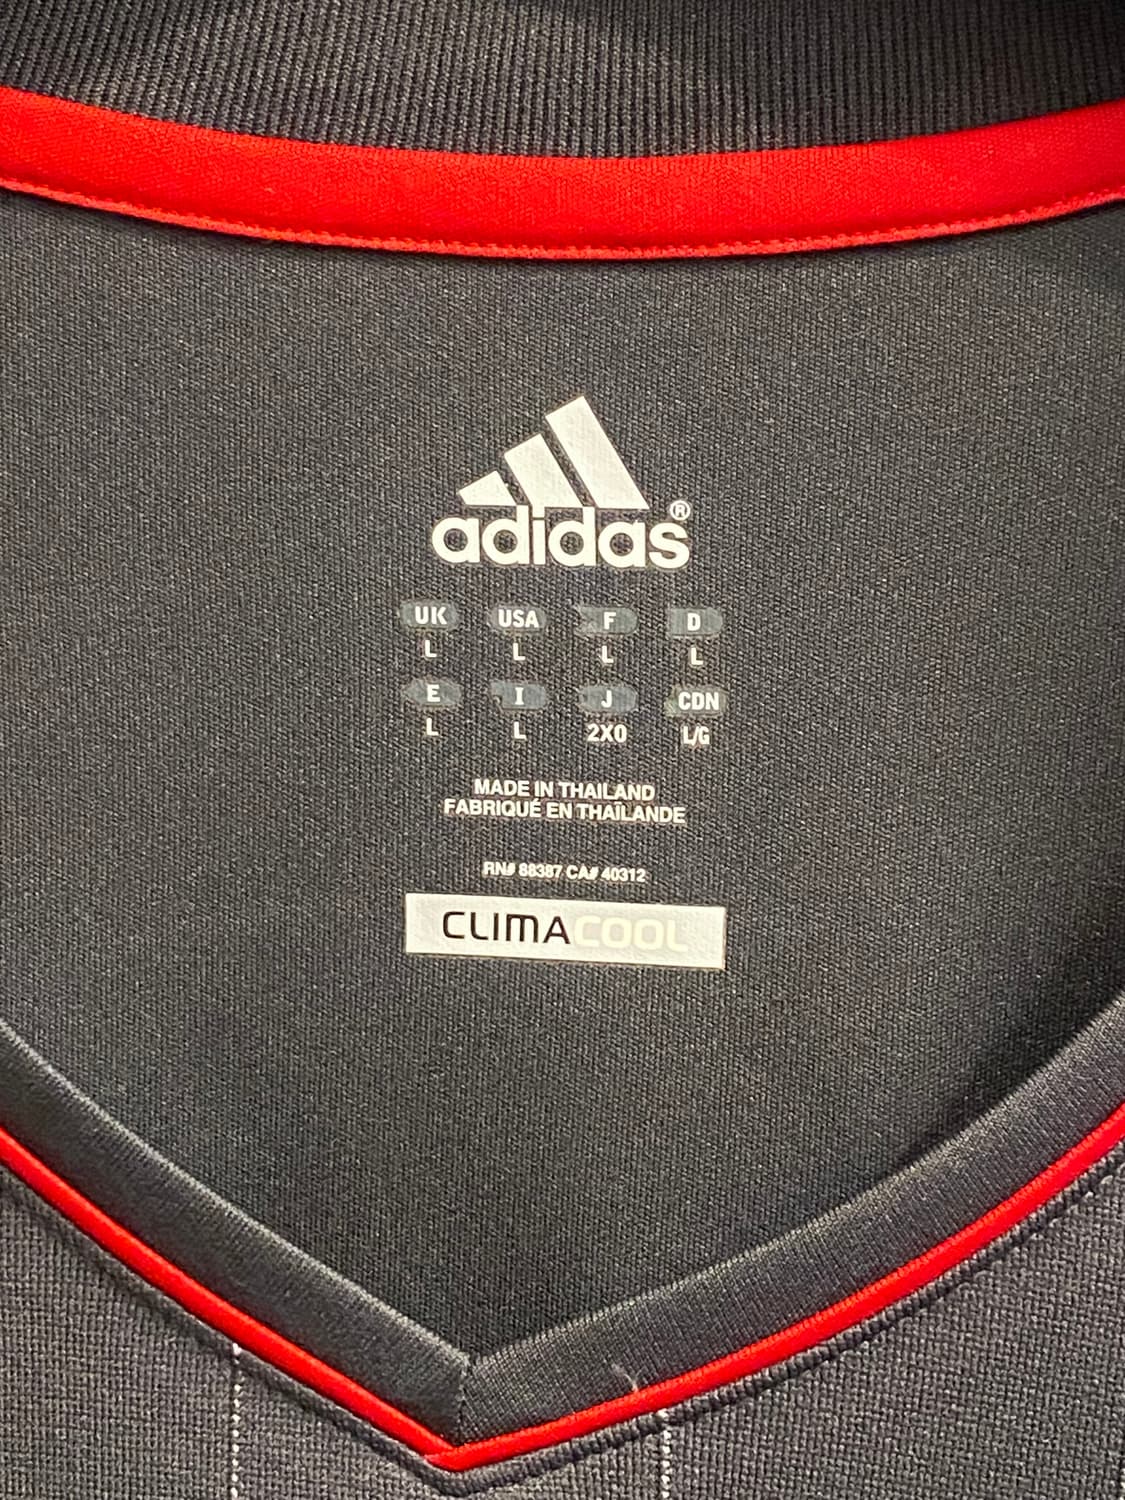 adidas®
UK USA F D
L L L L
E I J CDN
L L 2XO L/G
MADE IN THAILAND
FABRIQUÉ EN THAÏLANDE
RN# 88387 CA# 40312
CLIMACOOL